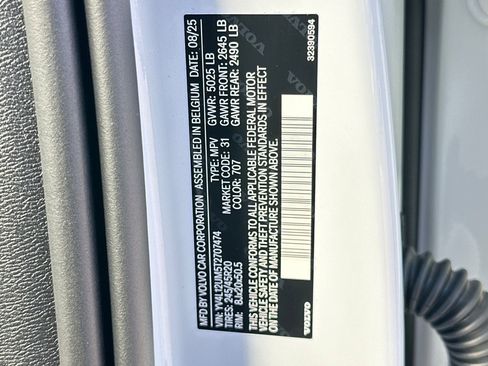 MFD BY VOLVO CAR CORPORATION ASSEMBLED IN BELGIUM DATE: 08/25
GVWR: 5025 LB
GAWR FRONT: 2645 LB
GAWR REAR: 2490 LB
VIN: YV4L12UM5T2707474 TYPE: MPV
TIRES: 245/45R20 MARKET CODE: 31
RIM: 8Jx20x50.5 COLOR: 707
THIS VEHICLE CONFORMS TO ALL APPLICABLE FEDERAL MOTOR
VEHICLE SAFETY AND THEFT PREVENTION STANDARDS IN EFFECT
ON THE DATE OF MANUFACTURE SHOWN ABOVE.
VOLVO
32390594